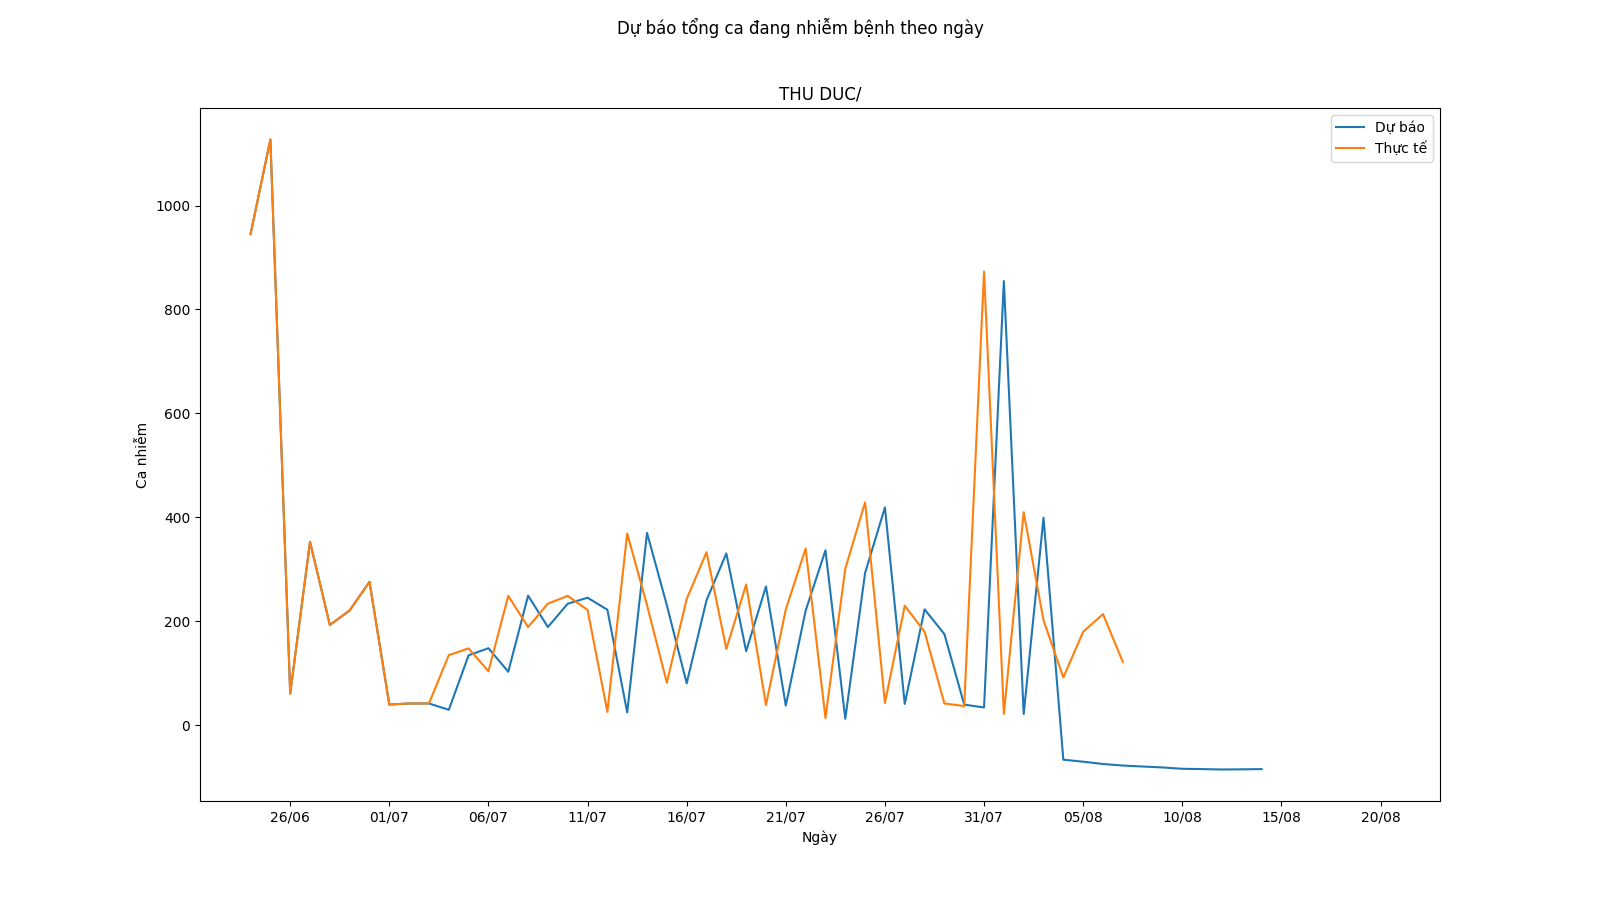 Dự báo tổng ca đang nhiễm bệnh theo ngày
THU DUC/
Dự báo
Thực tế
1000
800
600
400
200
0
Ca nhiễm
26/06 01/07 06/07 11/07 16/07 21/07 26/07 31/07 05/08 10/08 15/08 20/08
Ngày